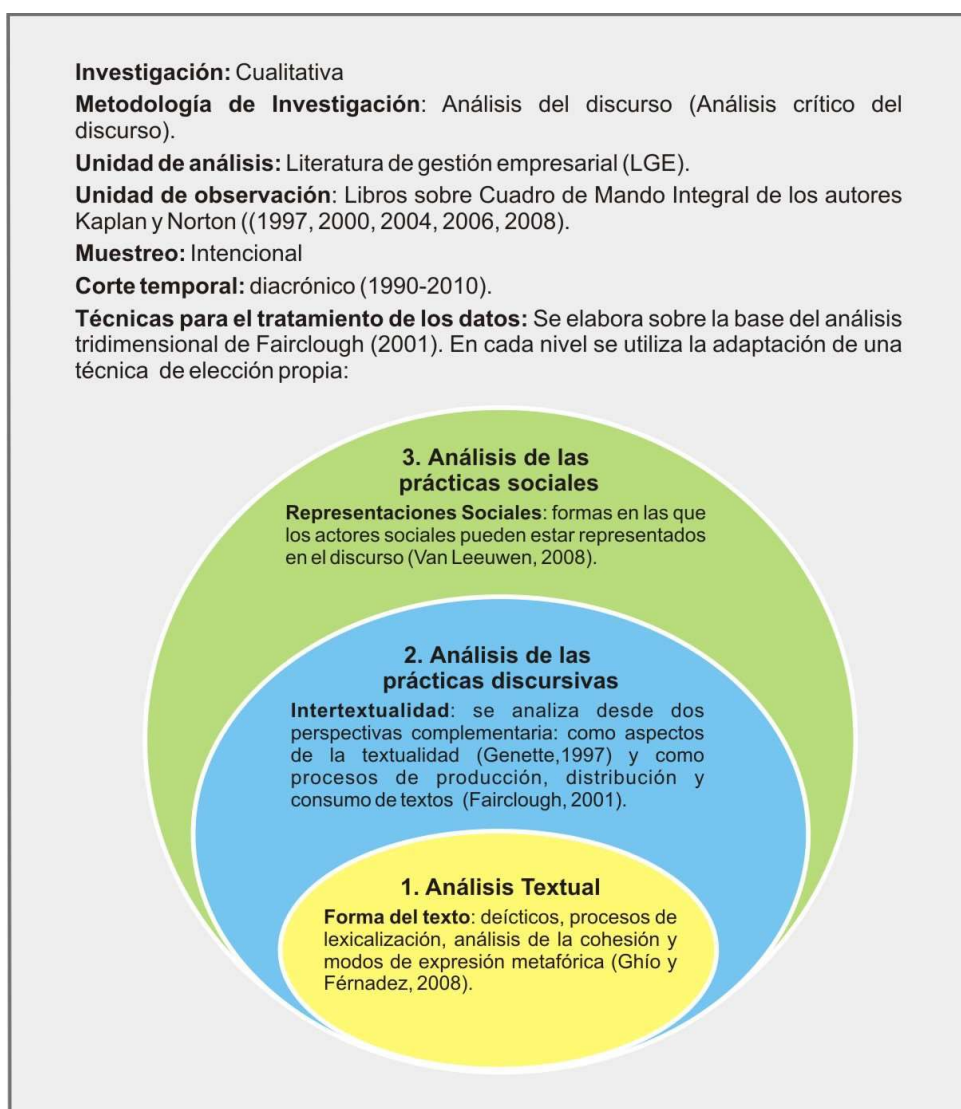 Investigación: Cualitativa
Metodología de Investigación: Análisis del discurso (Análisis crítico del
discurso).
Unidad de análisis: Literatura de gestión empresarial (LGE).
Unidad de observación: Libros sobre Cuadro de Mando Integral de los autores
Kaplan y Norton ((1997, 2000, 2004, 2006, 2008).
Muestreo: Intencional
Corte temporal: diacrónico (1990-2010).
Técnicas para el tratamiento de los datos: Se elabora sobre la base del análisis
tridimensional de Fairclough (2001). En cada nivel se utiliza la adaptación de una
técnica de elección propia:
3. Análisis de las
prácticas sociales
Representaciones Sociales: formas en las que
los actores sociales pueden estar representados
en el discurso (Van Leeuwen, 2008).
2. Análisis de las
prácticas discursivas
Intertextualidad: se analiza desde dos
perspectivas complementaria: como aspectos
de la textualidad (Genette,1997) y como
procesos de producción, distribución y
consumo de textos (Fairclough, 2001).
1. Análisis Textual
Forma del texto: deícticos, procesos de
lexicalización, análisis de la cohesión y
modos de expresión metafórica (Ghío y
Férnadez, 2008).